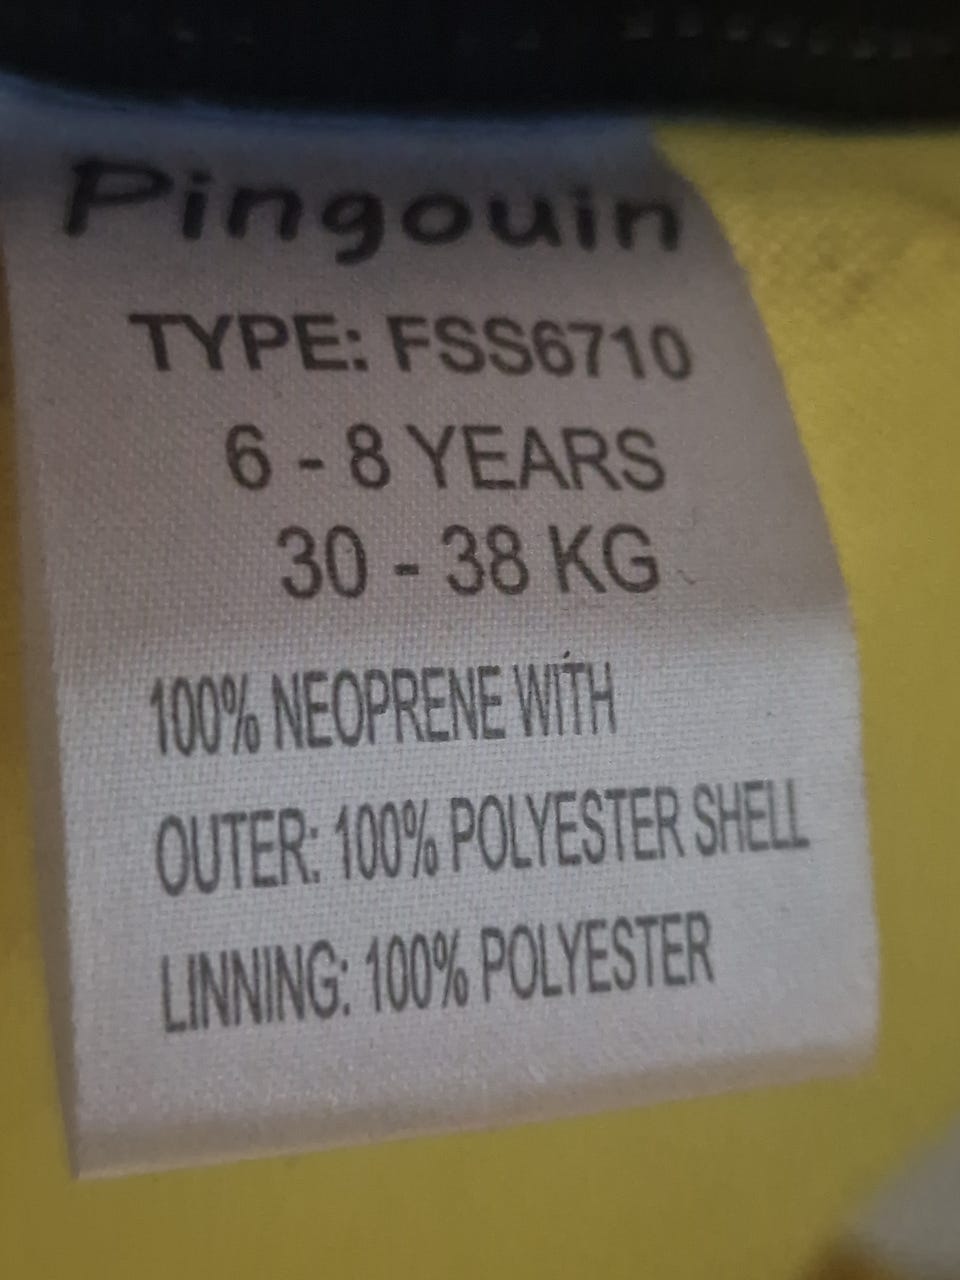 Pingouin
TYPE: FSS6710
6 - 8 YEARS
30 - 38 KG
100% NEOPRENE WITH
OUTER: 100% POLYESTER SHELL
LINNING: 100% POLYESTER